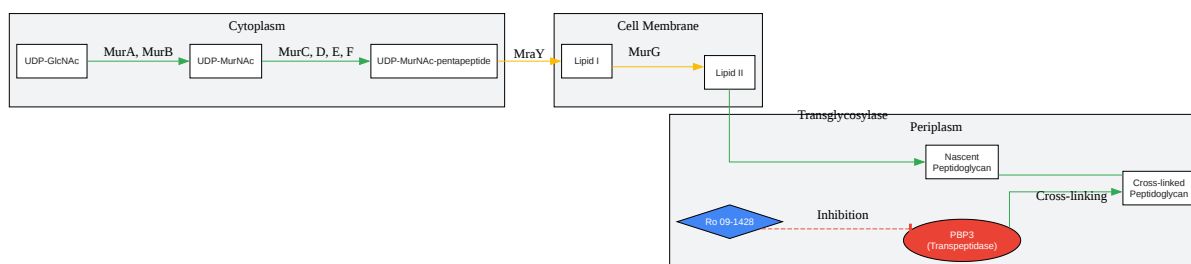 Cytoplasm
Cell Membrane
UDP-GlcNAc
MurA, MurB
UDP-MurNAc
MurC, D, E, F
UDP-MurNAc-pentapeptide
MraY
Lipid I
MurG
Lipid II
Transglycosylase
Periplasm
Nascent
Peptidoglycan
Cross-linked
Peptidoglycan
Cross-linking
Ro 09-1428
Inhibition
PBP3
(Transpeptidase)